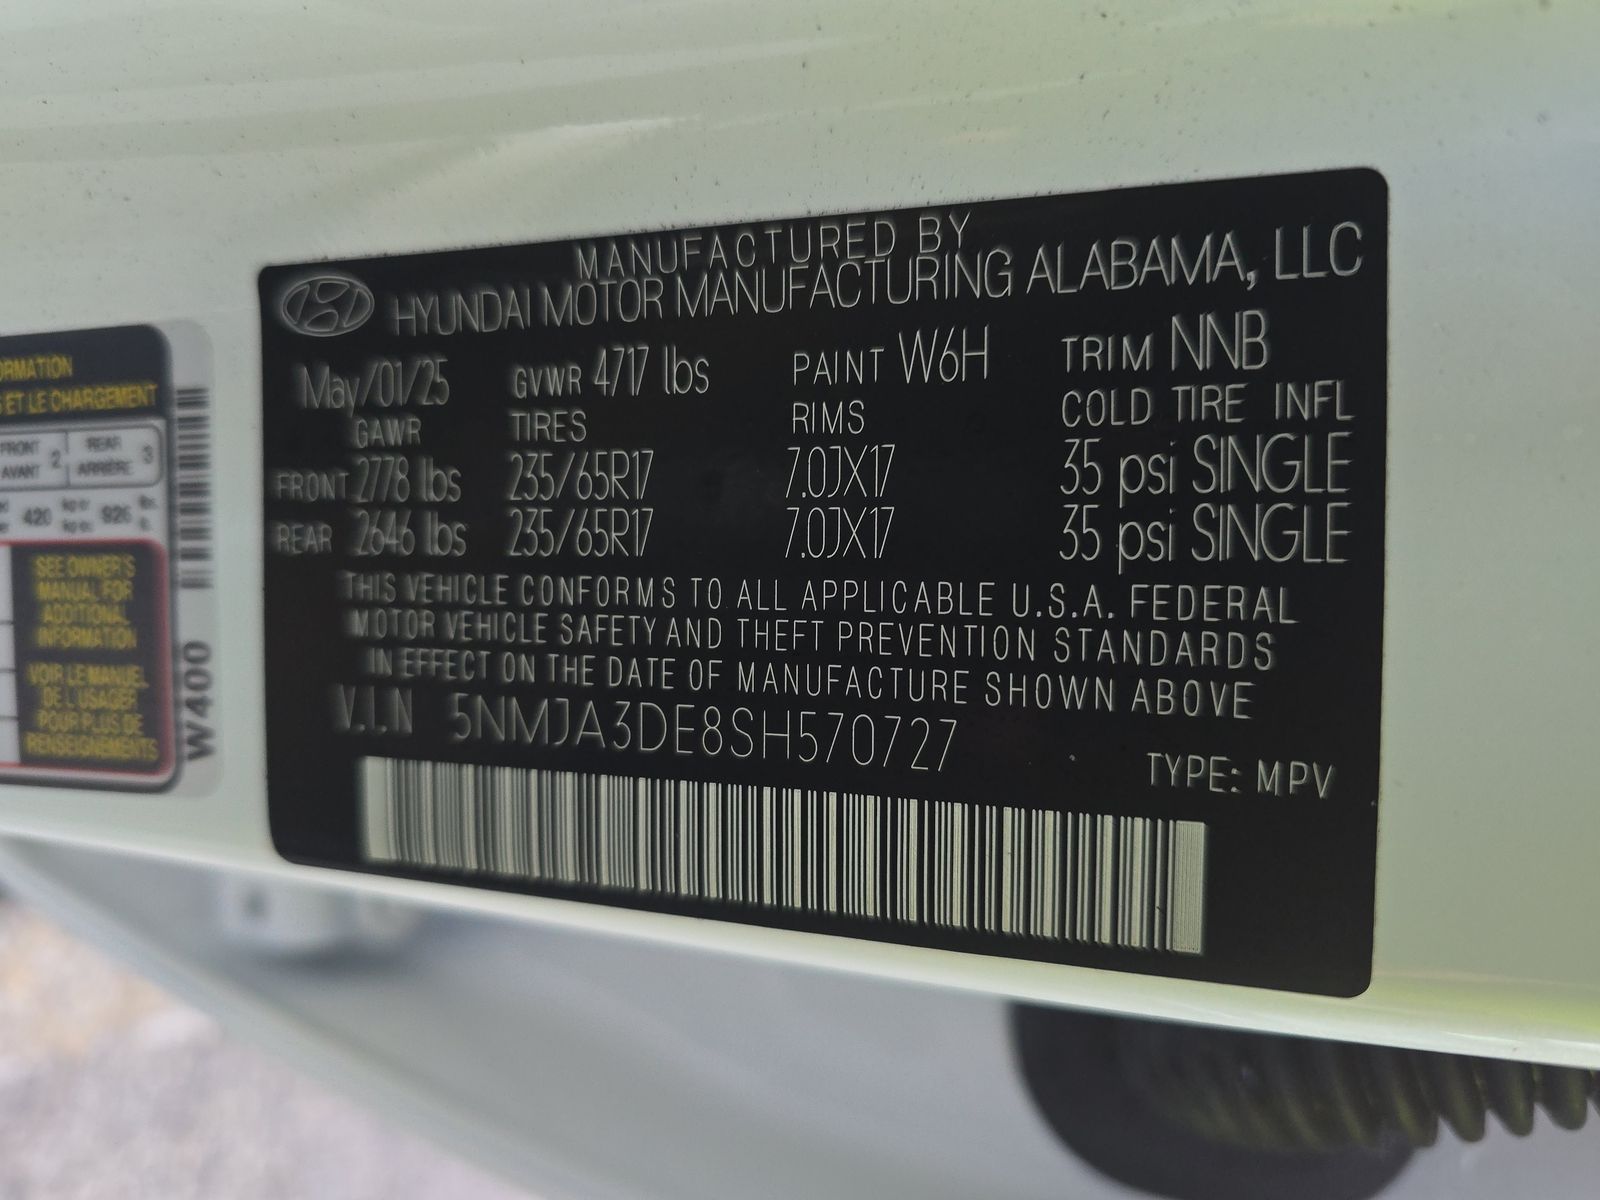 MANUFACTURED BY
HYUNDAI MOTOR MANUFACTURING ALABAMA, LLC
May/01/25 GVWR 4717 lbs PAINT W6H TRIM NNB
GAWR TIRES RIMS COLD TIRE INFL
FRONT 2778 lbs 235/65R17 7.0JX17 35 psi SINGLE
REAR 2646 lbs 235/65R17 7.0JX17 35 psi SINGLE
THIS VEHICLE CONFORMS TO ALL APPLICABLE U.S.A. FEDERAL
MOTOR VEHICLE SAFETY AND THEFT PREVENTION STANDARDS
IN EFFECT ON THE DATE OF MANUFACTURE SHOWN ABOVE
V.I.N 5NMJA3DE8SH570727
TYPE: MPV
ET LE CHARGEMENT
FRONT 2 REAR 3
AVANT ARRIÈRE
420 kg or 926 lbs.
SEE OWNER'S
MANUAL FOR
ADDITIONAL
INFORMATION
VOIR LE MANUEL
DE L'USAGER
POUR PLUS DE
RENSEIGNEMENTS
W400